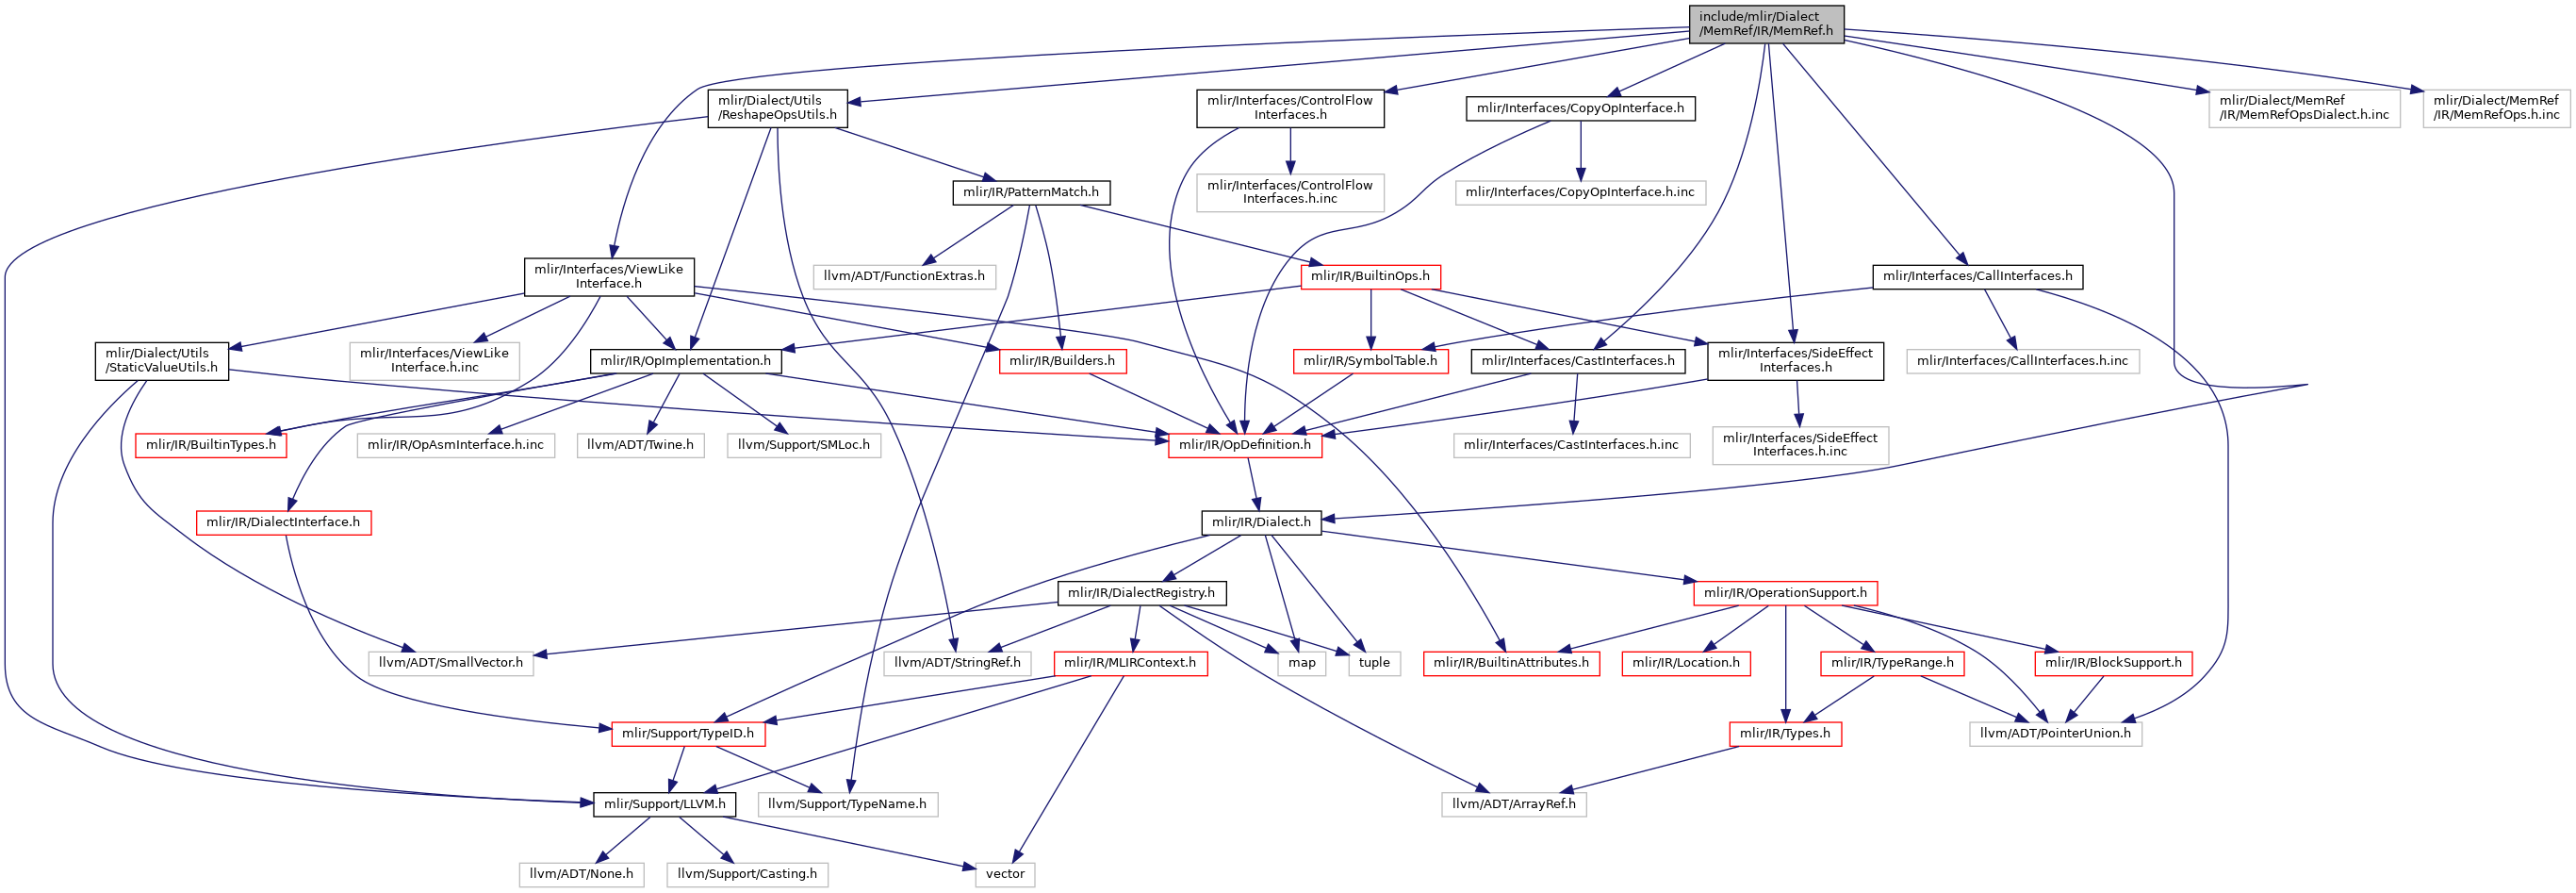 include/mlir/Dialect
/MemRef/IR/MemRef.h
mlir/Dialect/Utils
/ReshapeOpsUtils.h
mlir/Interfaces/ControlFlow
Interfaces.h
mlir/Interfaces/CopyOpInterface.h
mlir/Dialect/MemRef
/IR/MemRefOpsDialect.h.inc
mlir/Dialect/MemRef
/IR/MemRefOps.h.inc
mlir/IR/PatternMatch.h
mlir/Interfaces/ControlFlow
Interfaces.h.inc
mlir/Interfaces/CopyOpInterface.h.inc
mlir/Interfaces/ViewLike
Interface.h
llvm/ADT/FunctionExtras.h
mlir/IR/BuiltinOps.h
mlir/Interfaces/CallInterfaces.h
mlir/Dialect/Utils
/StaticValueUtils.h
mlir/Interfaces/ViewLike
Interface.h.inc
mlir/IR/OpImplementation.h
mlir/IR/Builders.h
mlir/IR/SymbolTable.h
mlir/Interfaces/CastInterfaces.h
mlir/Interfaces/SideEffect
Interfaces.h
mlir/Interfaces/CallInterfaces.h.inc
mlir/IR/BuiltinTypes.h
mlir/IR/OpAsmInterface.h.inc
llvm/ADT/Twine.h
llvm/Support/SMLoc.h
mlir/IR/OpDefinition.h
mlir/Interfaces/CastInterfaces.h.inc
mlir/Interfaces/SideEffect
Interfaces.h.inc
mlir/IR/DialectInterface.h
mlir/IR/Dialect.h
mlir/IR/DialectRegistry.h
mlir/IR/OperationSupport.h
llvm/ADT/SmallVector.h
llvm/ADT/StringRef.h
mlir/IR/MLIRContext.h
map
tuple
mlir/IR/BuiltinAttributes.h
mlir/IR/Location.h
mlir/IR/TypeRange.h
mlir/IR/BlockSupport.h
mlir/Support/TypeID.h
mlir/IR/Types.h
llvm/ADT/PointerUnion.h
mlir/Support/LLVM.h
llvm/Support/TypeName.h
llvm/ADT/ArrayRef.h
llvm/ADT/None.h
llvm/Support/Casting.h
vector